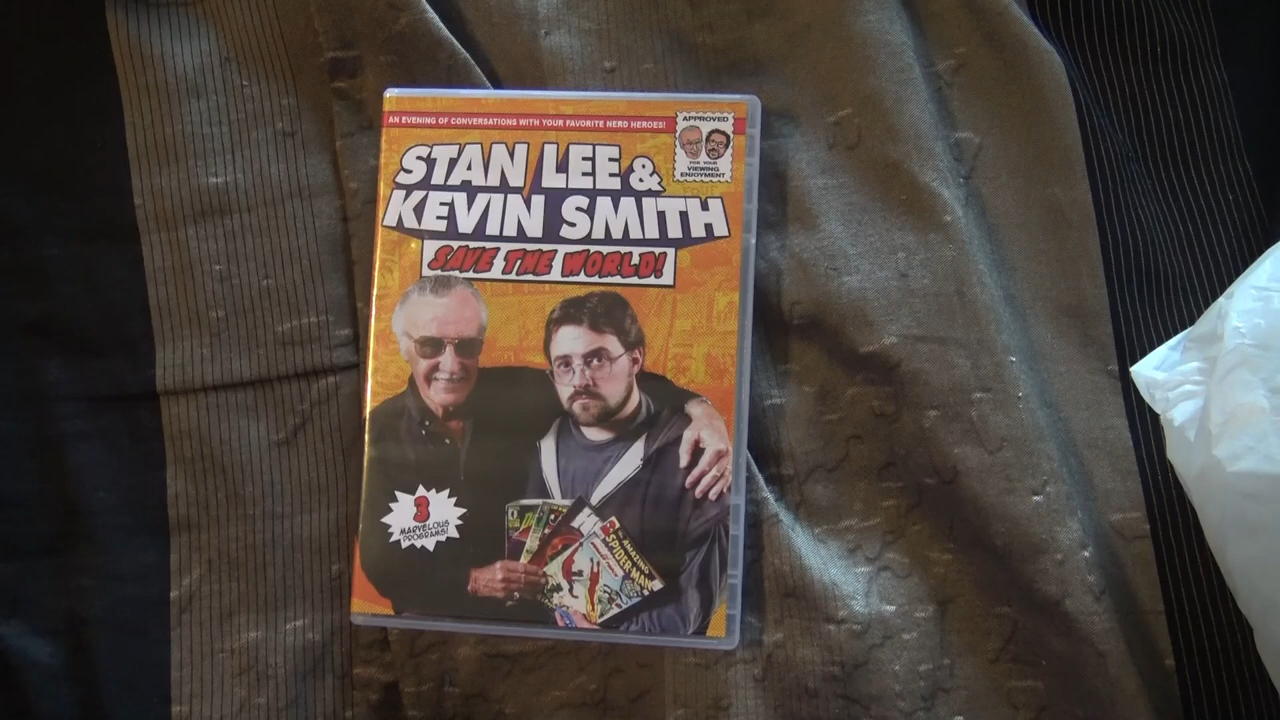 AN EVENING OF CONVERSATIONS WITH YOUR FAVORITE NERD HEROES!
APPROVED
FOR YOUR
VIEWING
ENJOYMENT
STAN LEE &
KEVIN SMITH
SAVE THE WORLD!
3
MARVELOUS
PROGRAMS!
AMAZING
SPIDER-MAN